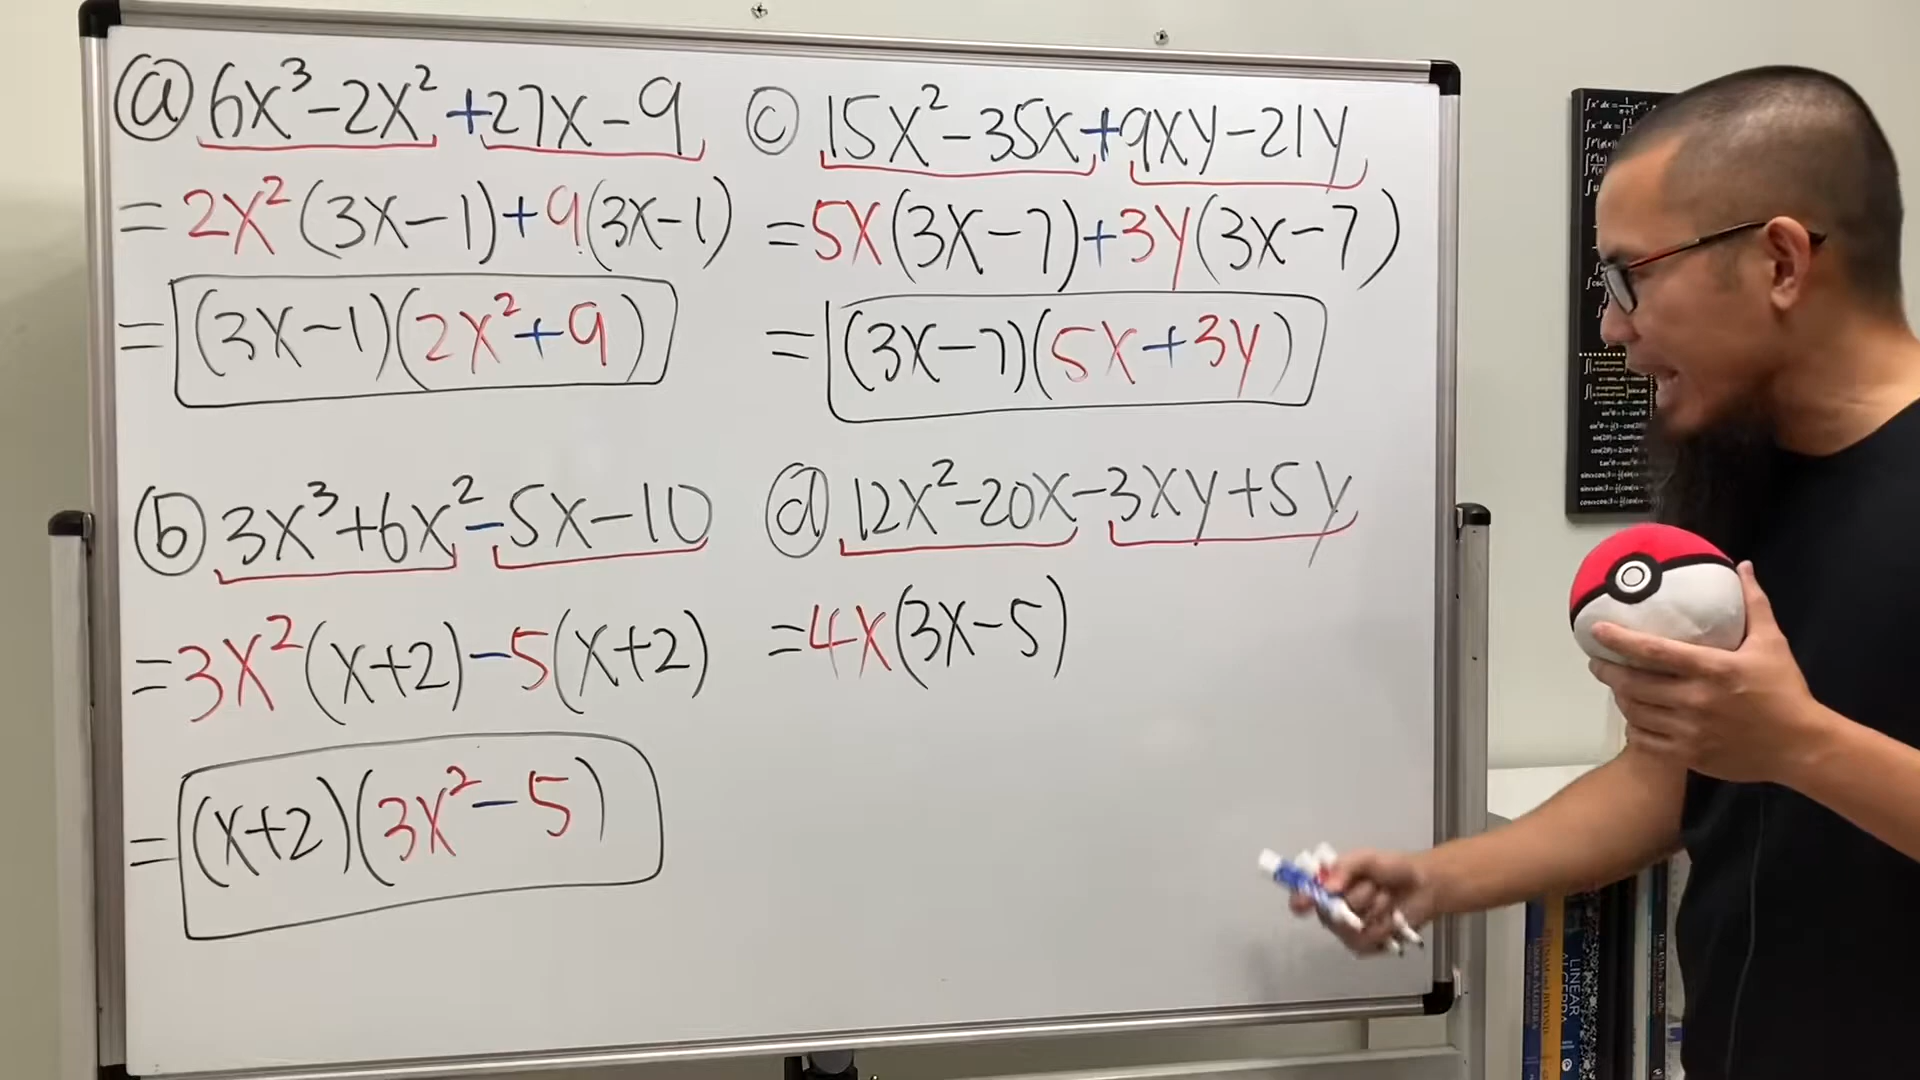 ⓐ 6x³-2x²+27x-9
=2x²(3x-1)+9(3x-1)
=(3x-1)(2x²+9)
ⓑ 3x³+6x²-5x-10
=3x²(x+2)-5(x+2)
=(x+2)(3x²-5)
ⓒ 15x²-35x+9xy-21y
=5x(3x-7)+3y(3x-7)
=(3x-7)(5x+3y)
ⓓ 12x²-20x-3xy+5y
=4x(3x-5)
LINEAR
ALGEBRA